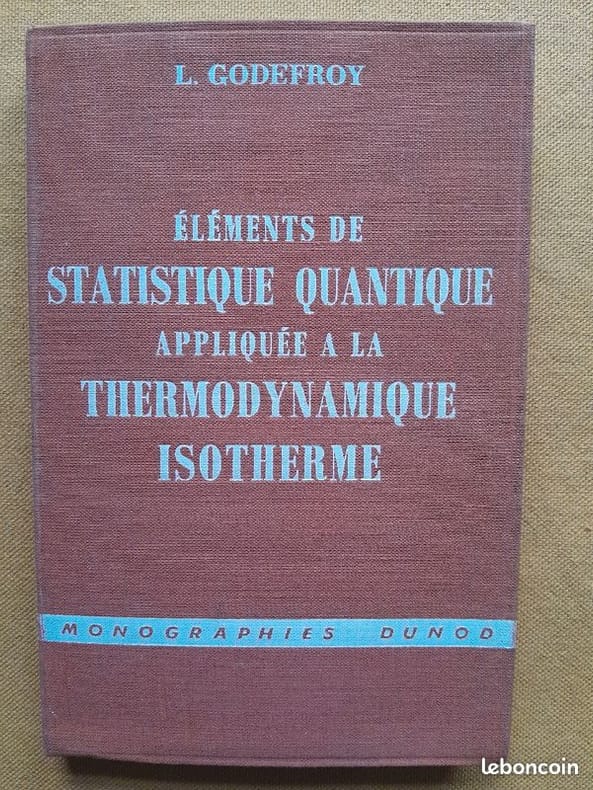 L. GODEFROY
ÉLÉMENTS DE
STATISTIQUE QUANTIQUE
APPLIQUÉE A LA
THERMODYNAMIQUE
ISOTHERME
MONOGRAPHIES DUNOD
leboncoin